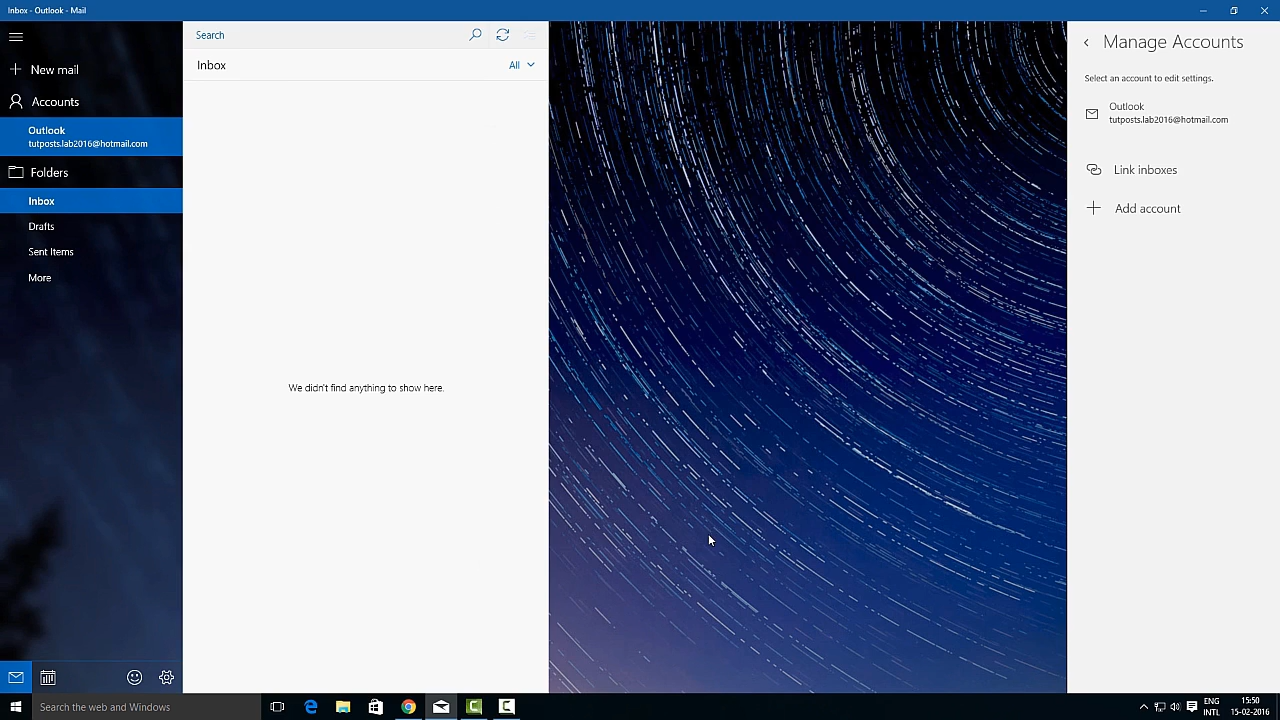 Inbox - Outlook - Mail
New mail
Accounts
Outlook
tutposts.lab2016@hotmail.com
Folders
Inbox
Drafts
Sent Items
More
Search
Inbox
All
We didn't find anything to show here.
Manage Accounts
Select an account to edit settings.
Outlook
tutposts.lab2016@hotmail.com
Link inboxes
Add account
Search the web and Windows
ENG
INTL
15:50
15-02-2016